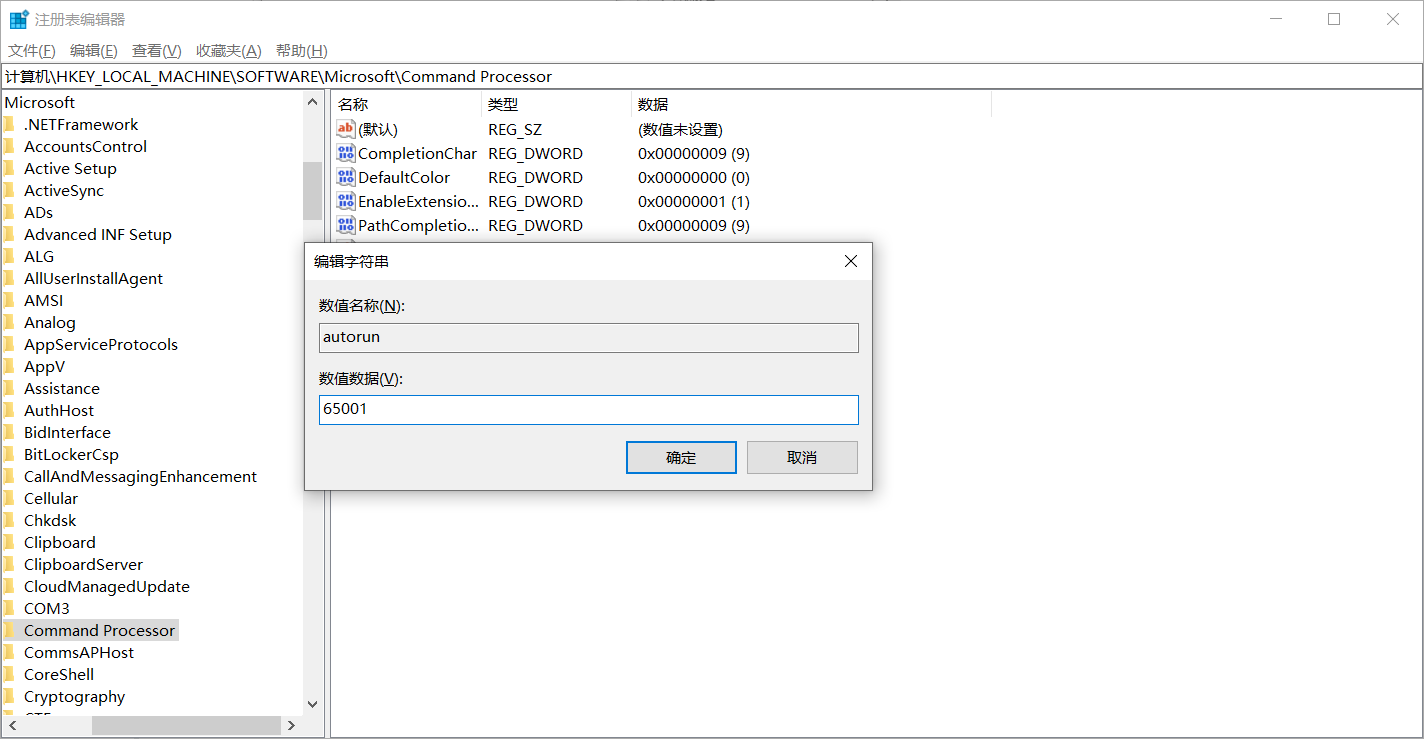 注册表编辑器
文件(F) 编辑(E) 查看(V) 收藏夹(A) 帮助(H)
计算机\HKEY_LOCAL_MACHINE\SOFTWARE\Microsoft\Command Processor
Microsoft
.NETFramework
AccountsControl
Active Setup
ActiveSync
ADs
Advanced INF Setup
ALG
AllUserInstallAgent
AMSI
Analog
AppServiceProtocols
AppV
Assistance
AuthHost
BidInterface
BitLockerCsp
CallAndMessagingEnhancement
Cellular
Chkdsk
Clipboard
ClipboardServer
CloudManagedUpdate
COM3
Command Processor
CommsAPHost
CoreShell
Cryptography
名称 类型 数据
ab (默认) REG_SZ (数值未设置)
CompletionChar REG_DWORD 0x00000009 (9)
DefaultColor REG_DWORD 0x00000000 (0)
EnableExtensio... REG_DWORD 0x00000001 (1)
PathCompletio... REG_DWORD 0x00000009 (9)
编辑字符串
数值名称(N):
autorun
数值数据(V):
65001
确定 取消